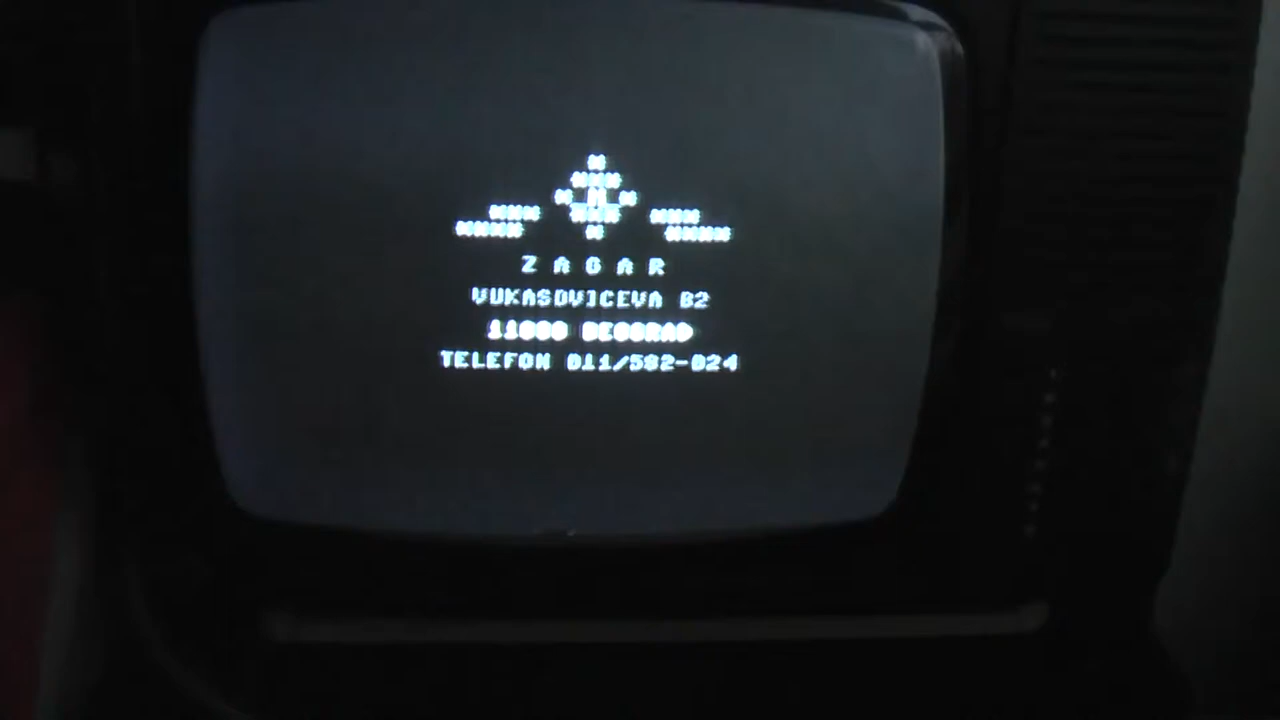 Z A G A R
VUKASOVICEVA 82
11000 BEOGRAD
TELEFON 011/582-024